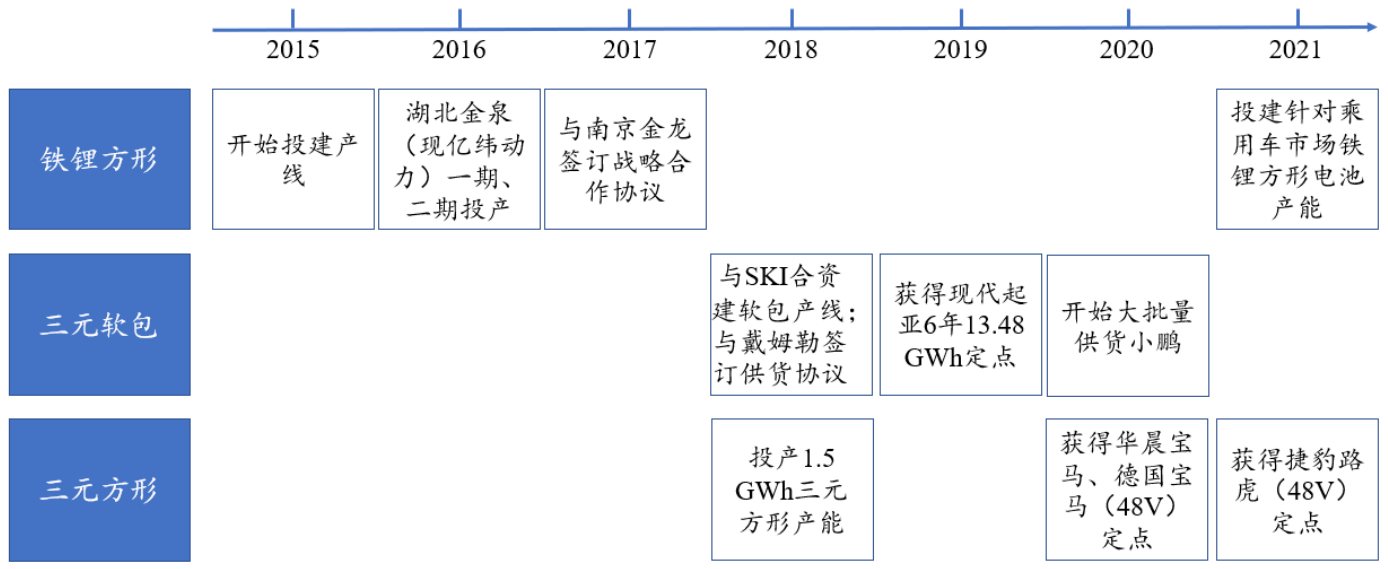 2015
2016
2017
2018
2019
2020
2021
铁锂方形
开始投建产
线
湖北金泉
（现亿纬动
力）一期、
二期投产
与南京金龙
签订战略合
作协议
投建针对乘
用车市场铁
锂方形电池
产能
三元软包
与SKI合资
建软包产线；
与戴姆勒签
订供货协议
获得现代起
亚6年13.48
GWh定点
开始大批量
供货小鹏
三元方形
投产1.5
GWh三元
方形产能
获得华晨宝
马、德国宝
马（48V）
定点
获得捷豹路
虎（48V）
定点